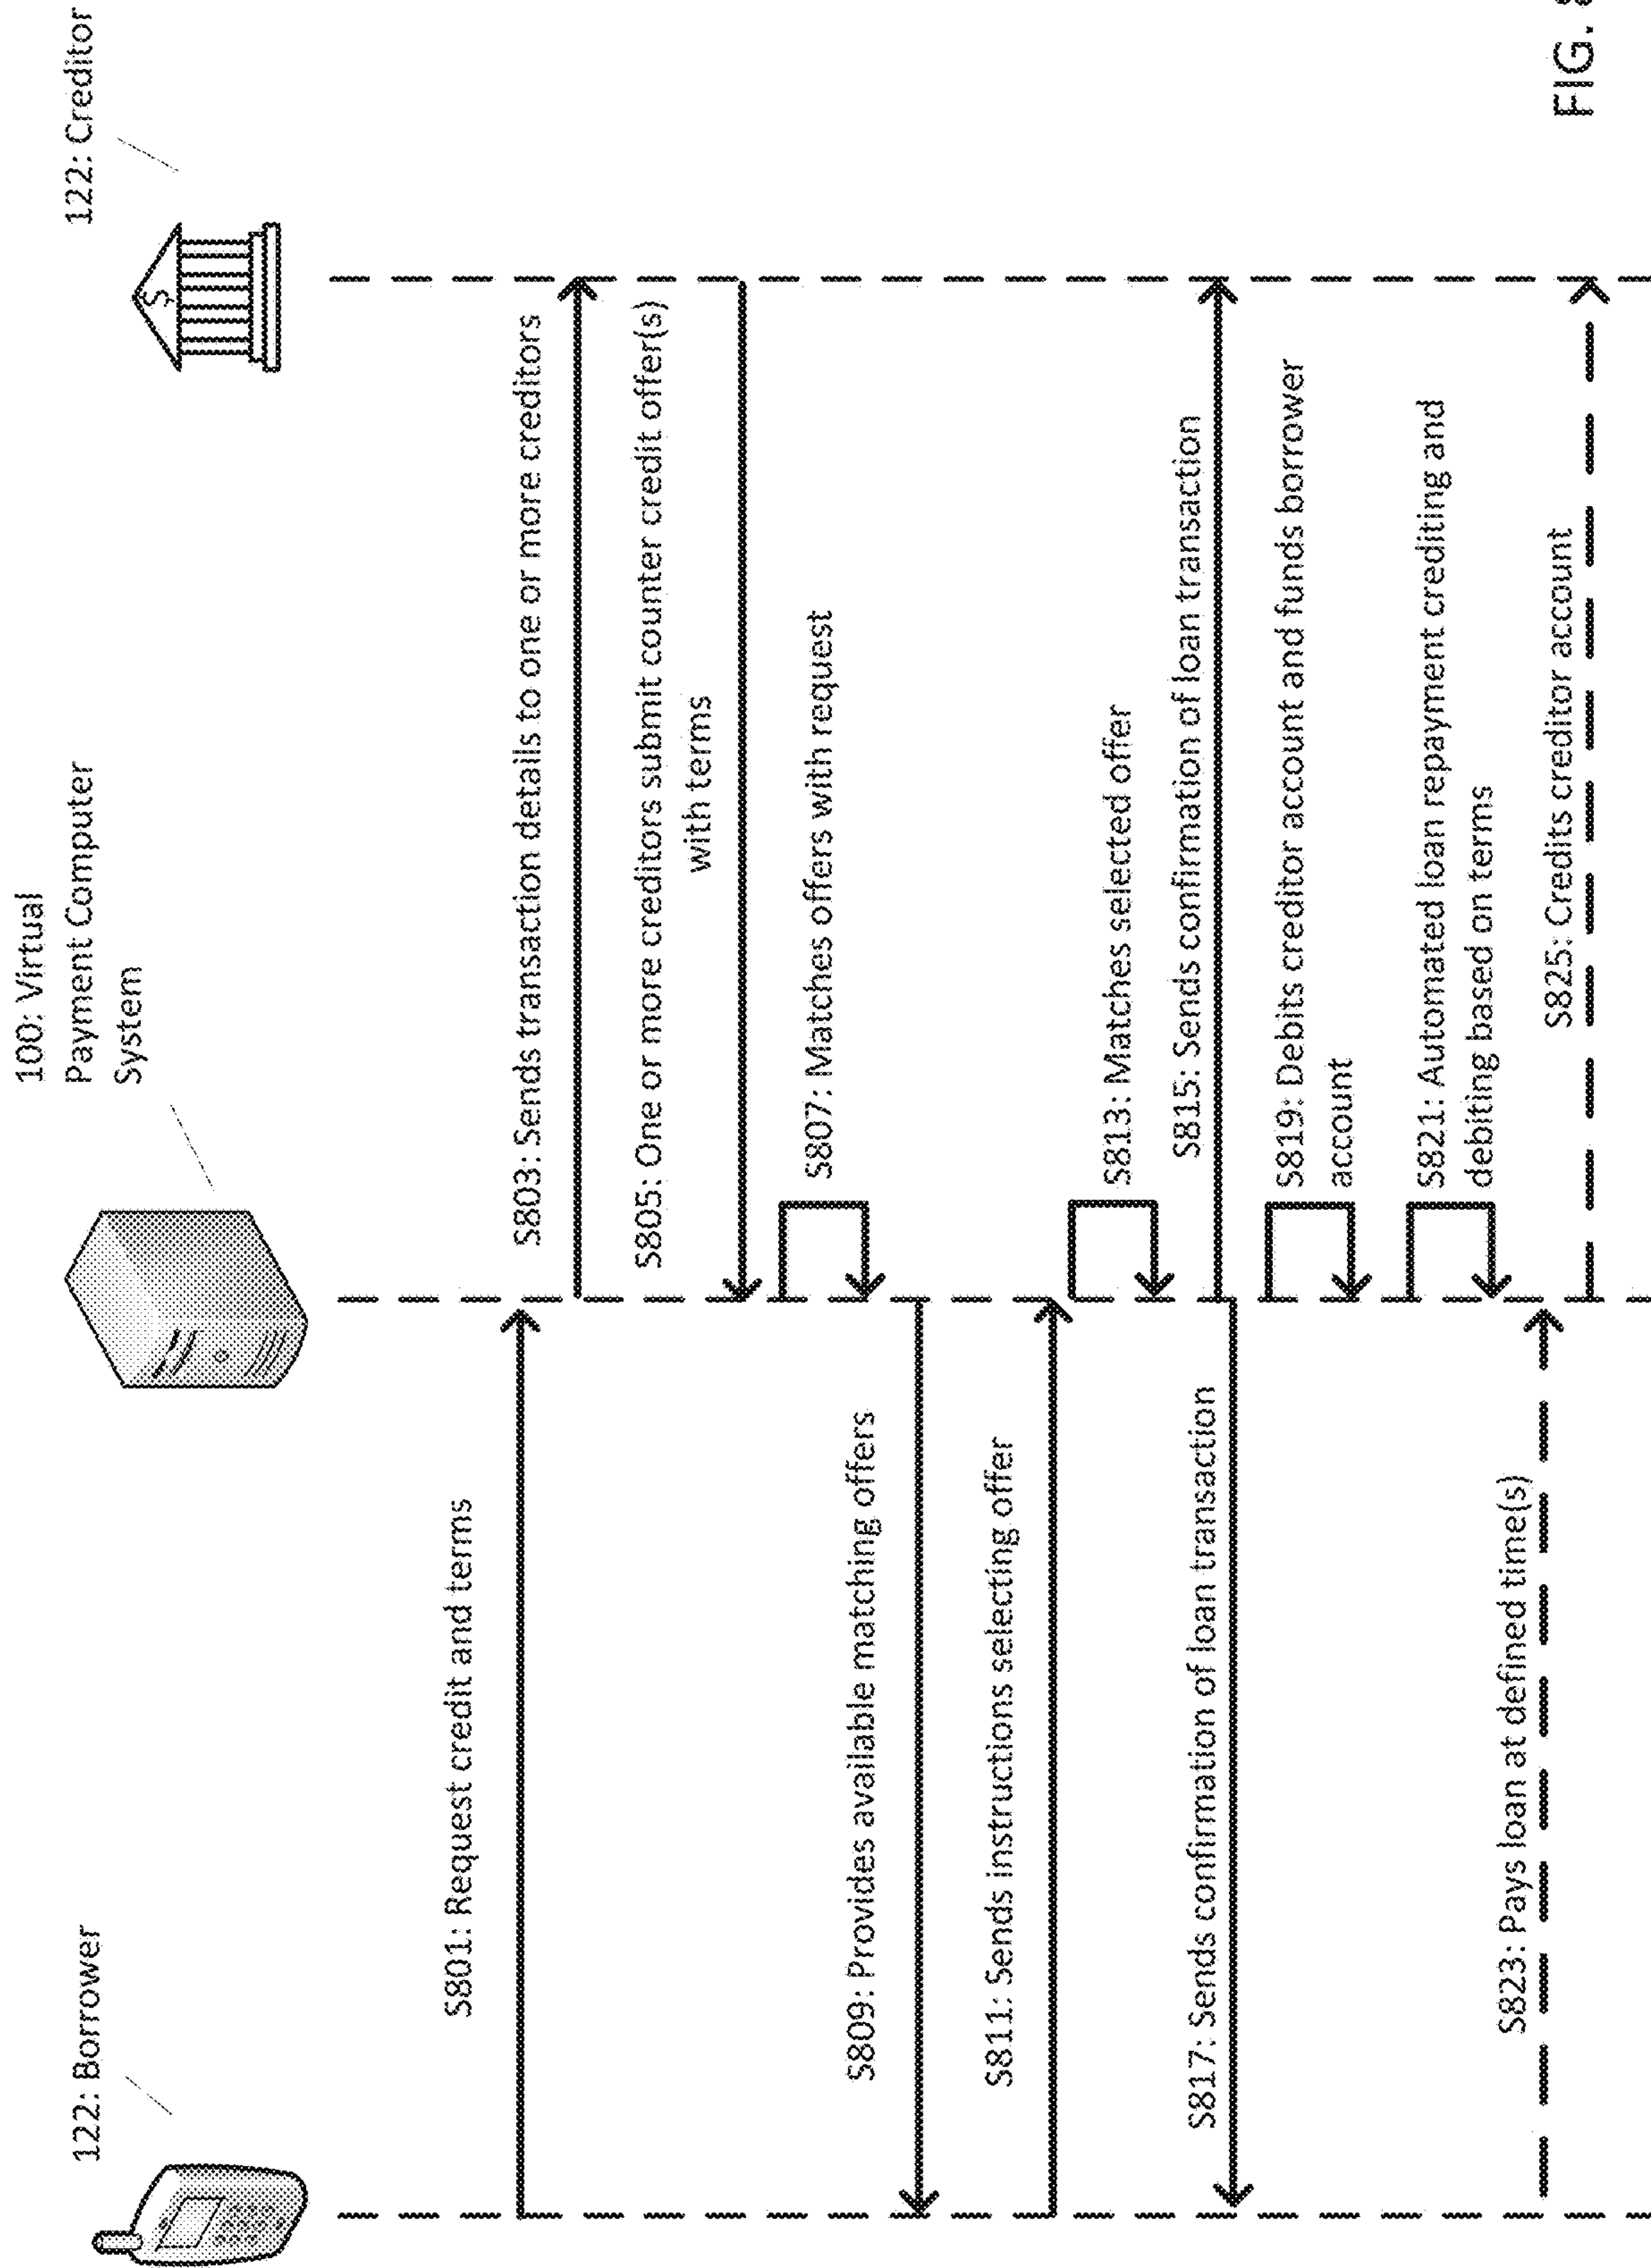 122: Borrower
100: Virtual
Payment Computer
System
122: Creditor
$
S801: Request credit and terms
S803: Sends transaction details to one or more creditors
S805: One or more creditors submit counter credit offer(s)
with terms
S807: Matches offers with request
S809: Provides available matching offers
S811: Sends instructions selecting offer
S813: Matches selected offer
S815: Sends confirmation of loan transaction
S817: Sends confirmation of loan transaction
S819: Debits creditor account and funds borrower
account
S821: Automated loan repayment crediting and
debiting based on terms
S823: Pays loan at defined time(s)
S825: Credits creditor account
FIG. 8